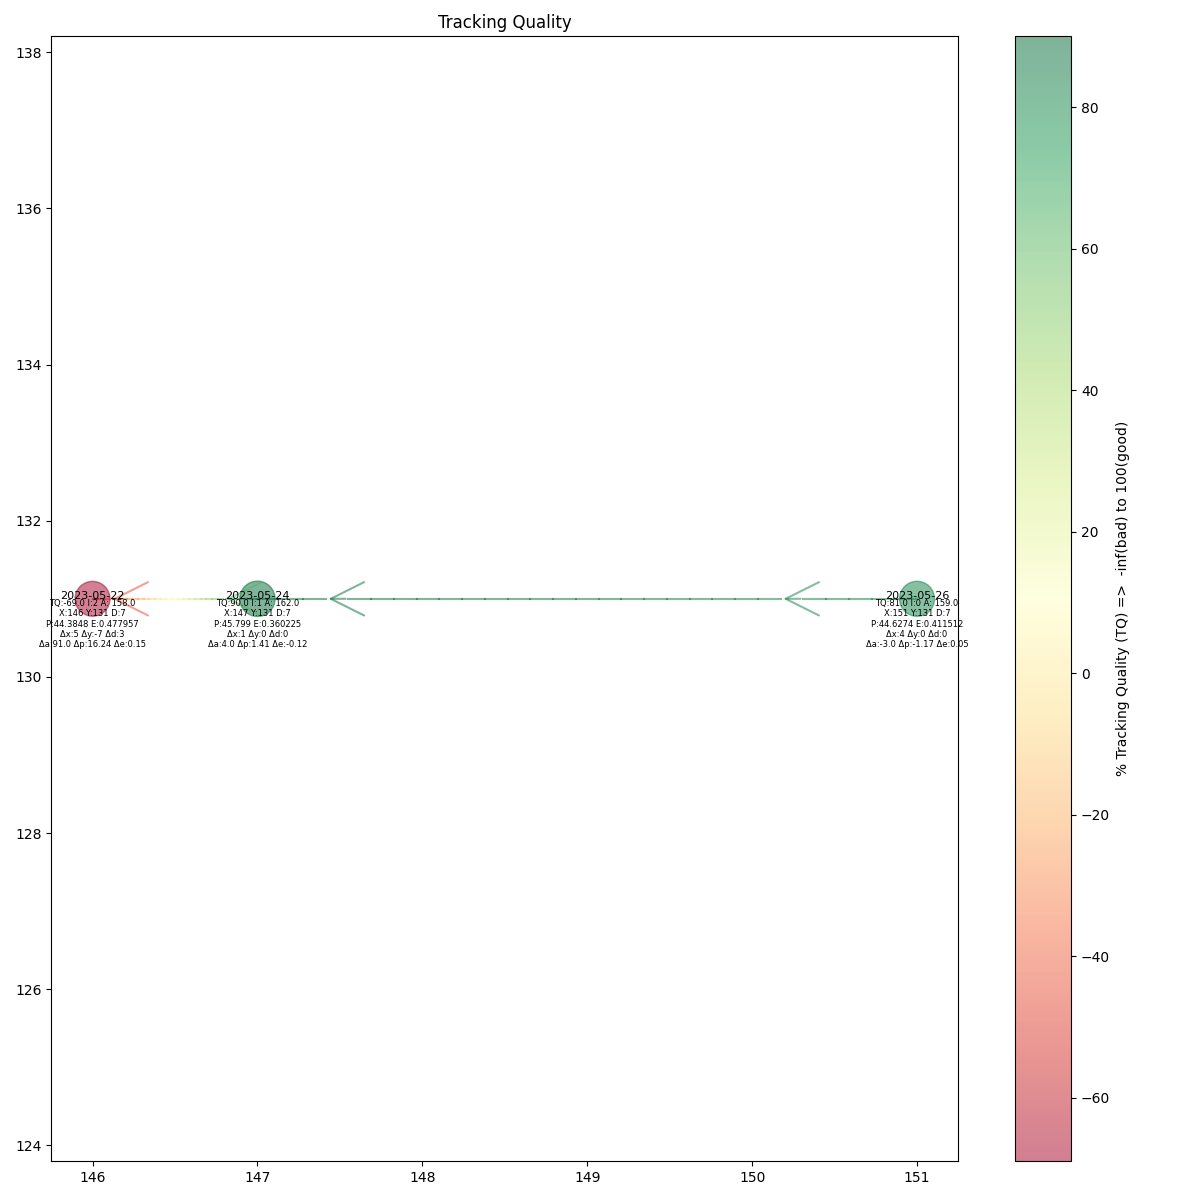 Tracking Quality
138
136
134
132
130
128
126
124
2023-05-22
TQ:-69.0 I:2 A: 158.0
X:146 Y:131 D:7
P:44.3848 E:0.477957
Δx:5 Δy:-7 Δd:3
Δa:91.0 Δp:16.24 Δe:0.15
2023-05-24
TQ:90.0 I:1 A: 162.0
X:147 Y:131 D:7
P:45.799 E:0.360225
Δx:1 Δy:0 Δd:0
Δa:4.0 Δp:1.41 Δe:-0.12
2023-05-26
TQ:81.0 I:0 A: 159.0
X:151 Y:131 D:7
P:44.6274 E:0.411512
Δx:4 Δy:0 Δd:0
Δa:-3.0 Δp:-1.17 Δe:0.05
146 147 148 149 150 151
80
60
40
20
0
−20
−40
−60
% Tracking Quality (TQ) => -inf(bad) to 100(good)